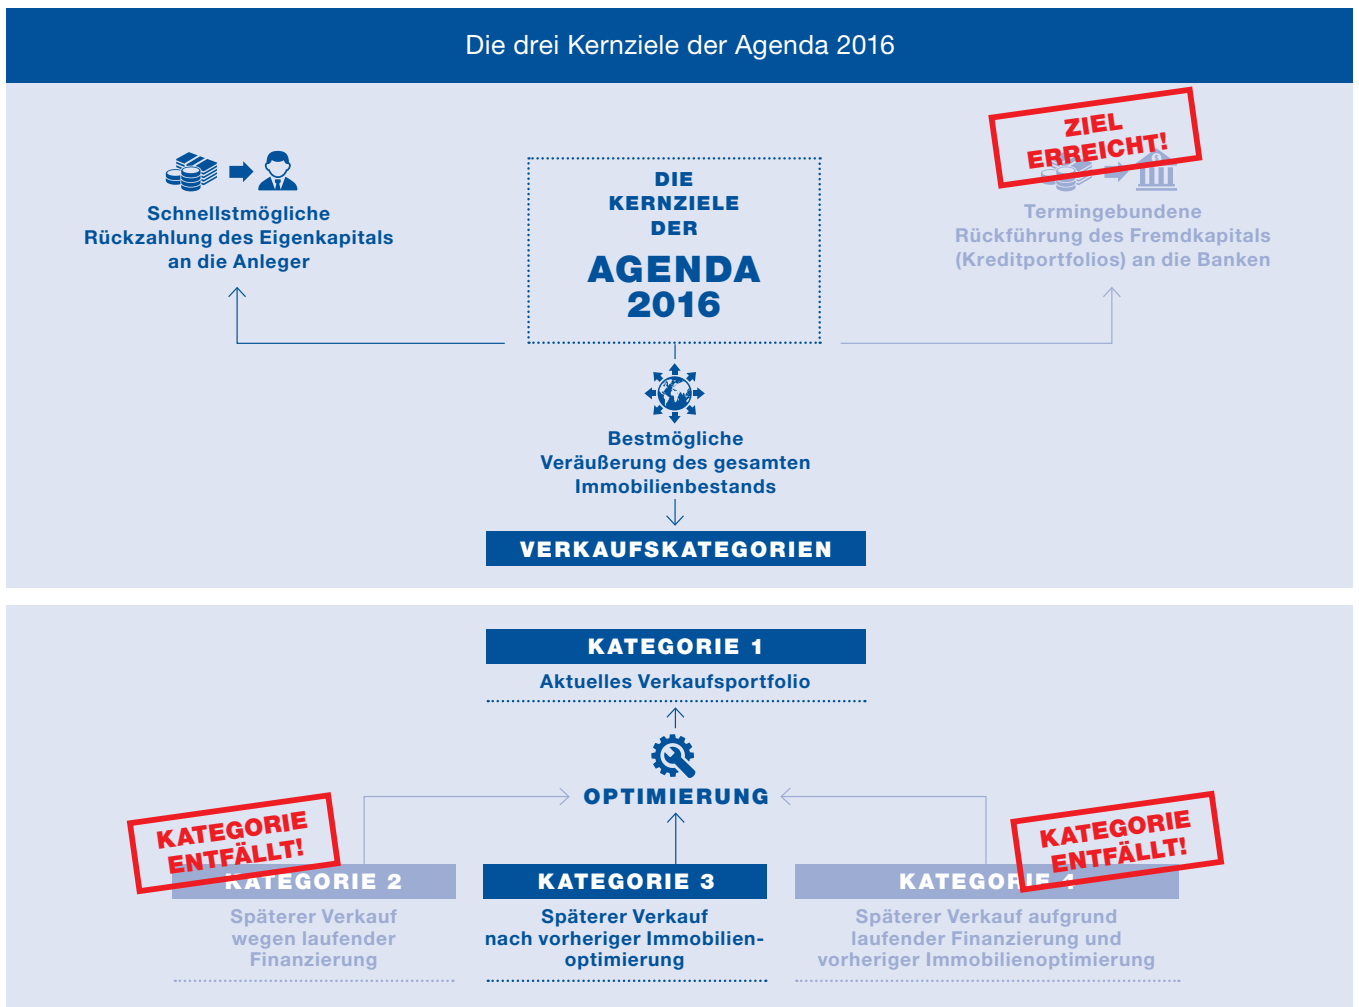 Die drei Kernziele der Agenda 2016
Schnellstmögliche
Rückzahlung des Eigenkapitals
an die Anleger
DIE
KERNZIELE
DER
AGENDA
2016
ZIEL
ERREICHT!
Termingebundene
Rückführung des Fremdkapitals
(Kreditportfolios) an die Banken
Bestmögliche
Veräußerung des gesamten
Immobilienbestands
VERKAUFSKATEGORIEN
KATEGORIE 1
Aktuelles Verkaufsportfolio
OPTIMIERUNG
KATEGORIE
ENTFÄLLT!
KATEGORIE 2
Späterer Verkauf
wegen laufender
Finanzierung
KATEGORIE 3
Späterer Verkauf
nach vorheriger Immobilien-
optimierung
KATEGORIE
ENTFÄLLT!
KATEGORIE 4
Späterer Verkauf aufgrund
laufender Finanzierung und
vorheriger Immobilienoptimierung